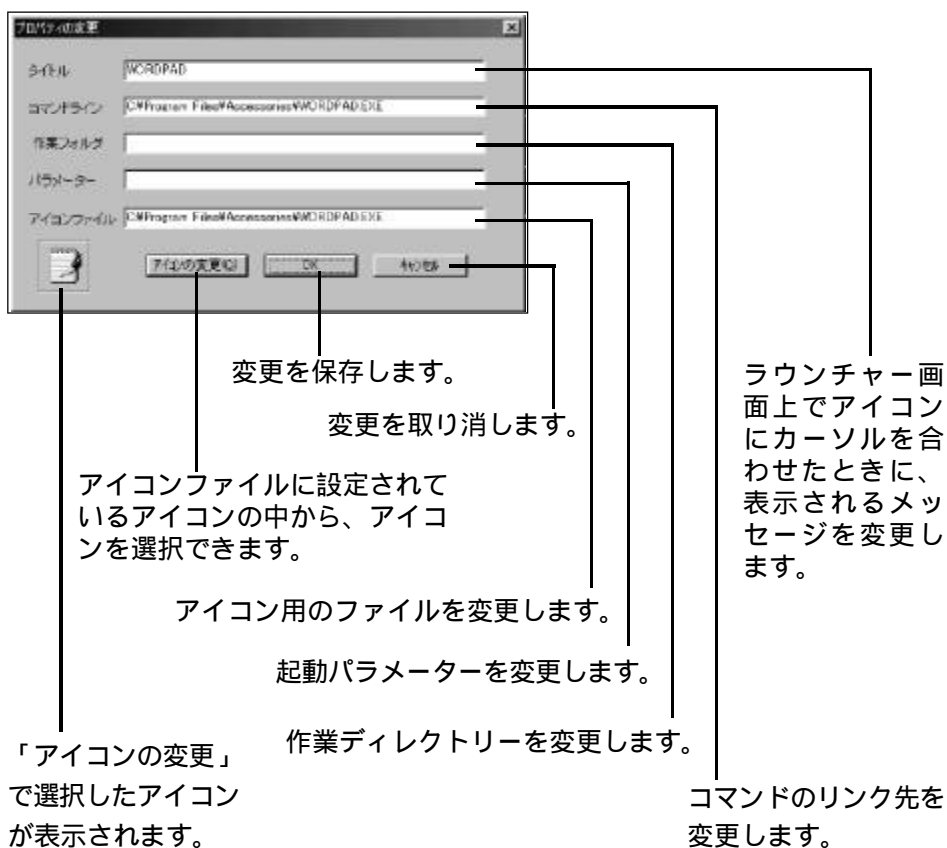 プロパティの変更
タイトル
WORDPAD
コマンドライン
C:¥Program Files¥Accessories¥WORDPAD.EXE
作業フォルダ
パラメーター
アイコンファイル
C:¥Program Files¥Accessories¥WORDPAD.EXE
アイコンの変更(C)
OK
キャンセル
変更を保存します。
変更を取り消します。
アイコンファイルに設定されて
いるアイコンの中から、アイコ
ンを選択できます。
アイコン用のファイルを変更します。
起動パラメーターを変更します。
作業ディレクトリーを変更します。
「アイコンの変更」
で選択したアイコン
が表示されます。
ラウンチャー画
面上でアイコン
にカーソルを合
わせたときに、
表示されるメッ
セージを変更し
ます。
コマンドのリンク先を
変更します。